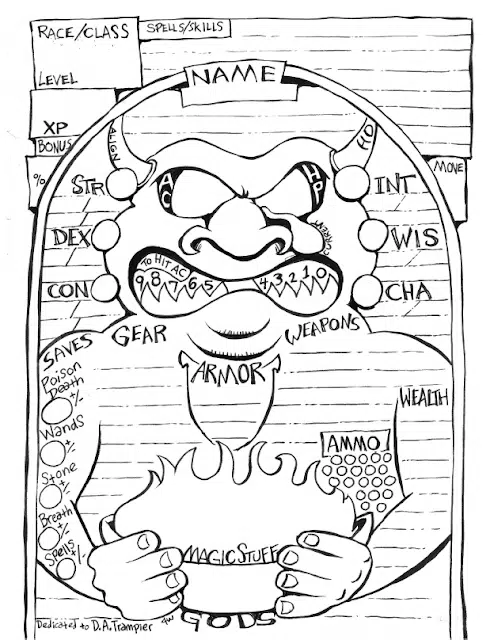 RACE/CLASS
SPELLS/SKILLS
LEVEL
NAME
XP
BONUS
ALIGN
HD
%
MOVE
STR
AC
HP
INT
DEX
CURRENT
WIS
TO HIT AC
9 8 7 6 5
4 3 2 1 0
CON
CHA
GEAR
WEAPONS
SAVES
ARMOR
Poison
Death
+/-
WEALTH
Wands
+/-
AMMO
Stone
+/-
Breath
+/-
Spells
+/-
MAGIC STUFF
GODS
Dedicated to D.A. Trampier